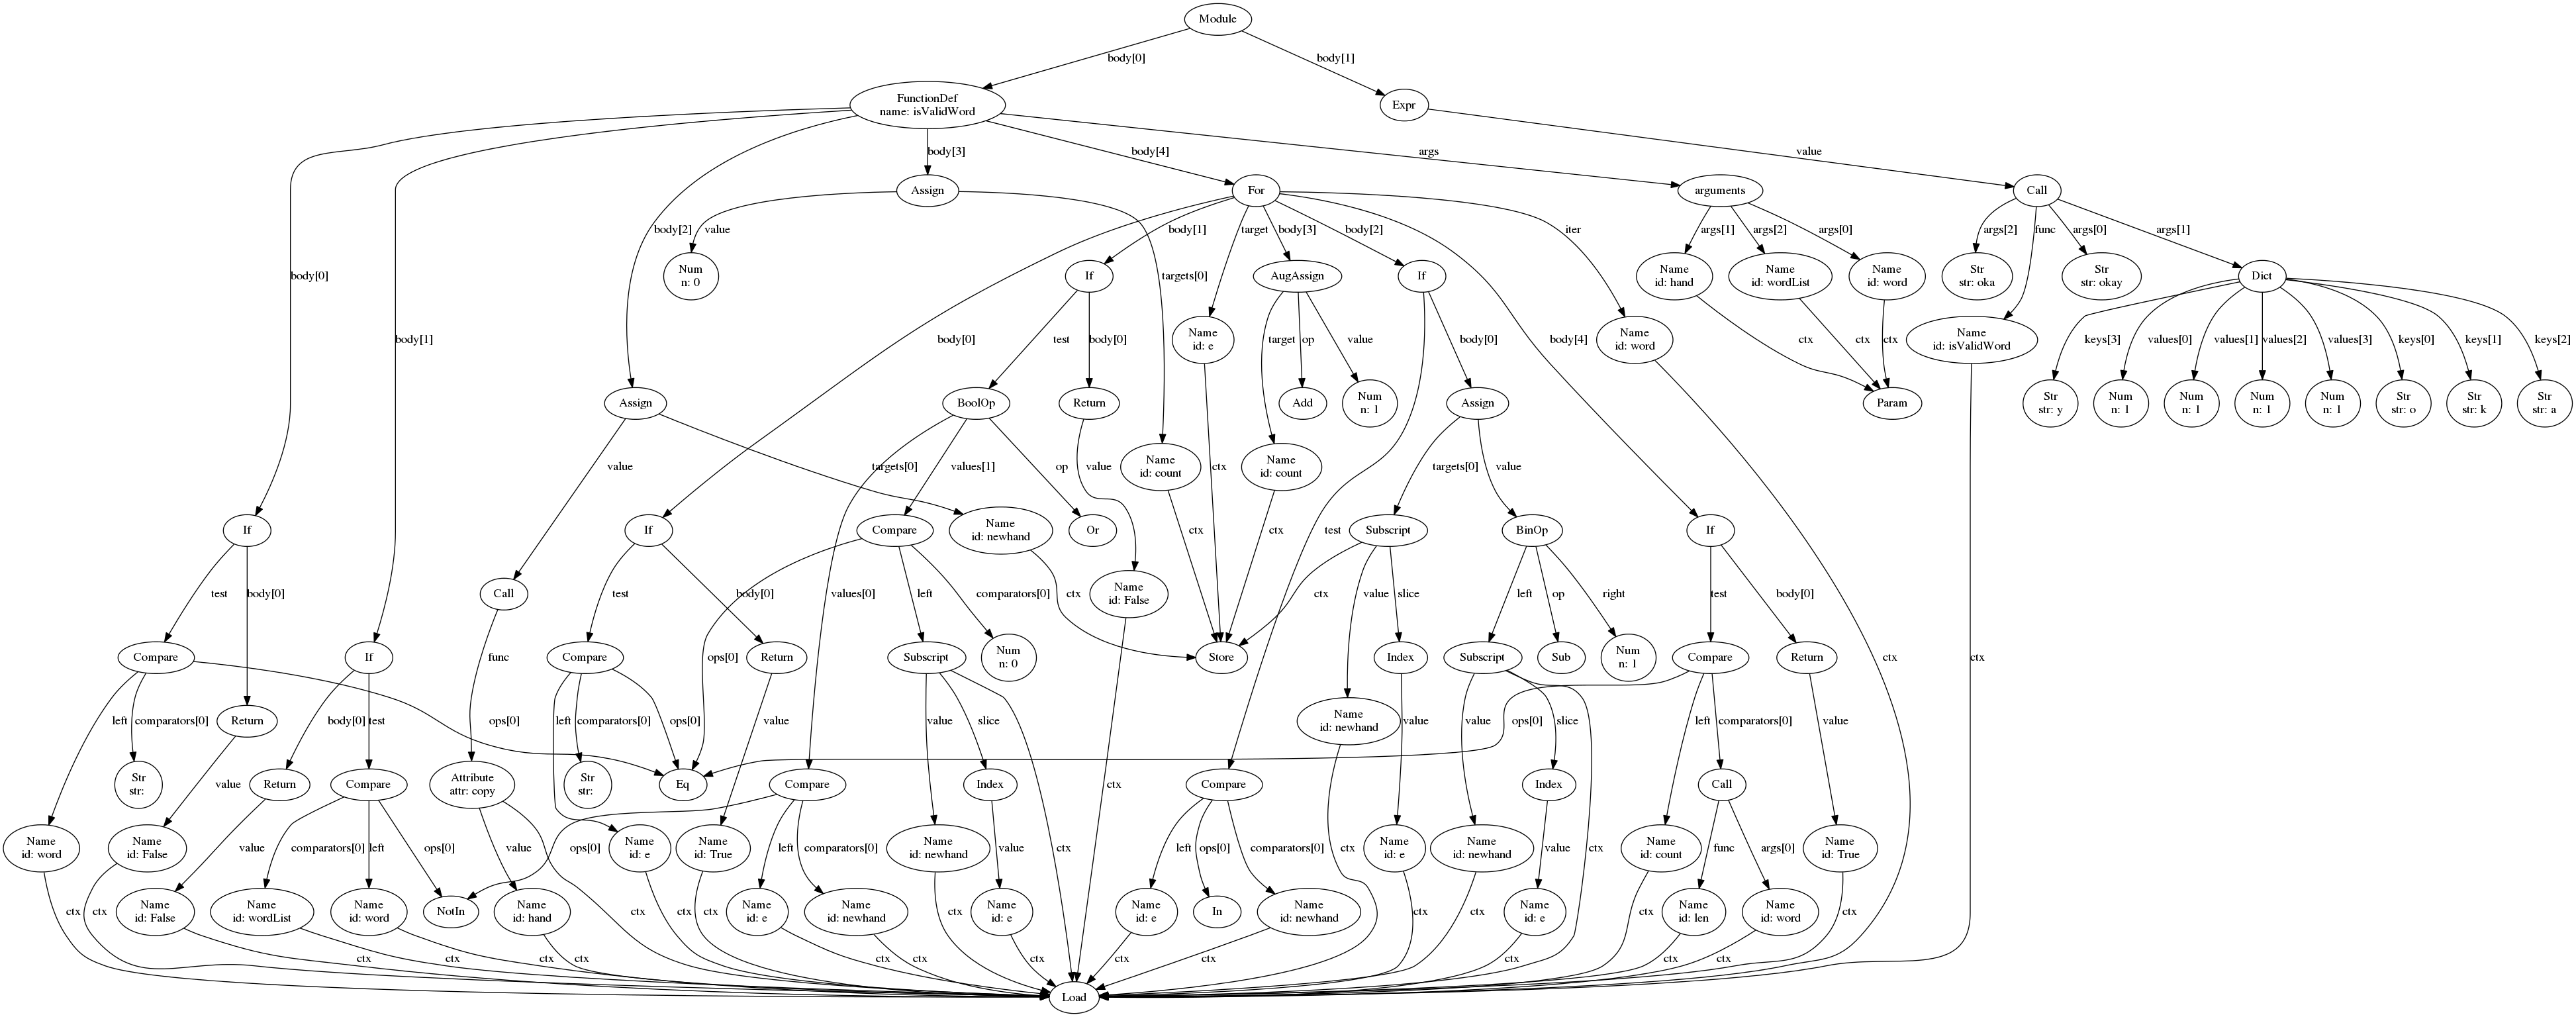 Module
body[0]
body[1]
FunctionDef
name: isValidWord
Expr
body[3]
body[4]
args
value
Assign
For
arguments
Call
body[2]
value
targets[0]
body[1]
target
body[3]
body[2]
iter
args[1]
args[2]
args[0]
args[2]
func
args[0]
args[1]
body[0]
Num
n: 0
If
AugAssign
If
Name
id: hand
Name
id: wordList
Name
id: word
Str
str: oka
Str
str: okay
Dict
body[1]
body[0]
test
body[0]
Name
id: e
target
op
value
body[0]
body[4]
Name
id: word
ctx
ctx
ctx
Name
id: isValidWord
keys[3]
values[0]
values[1]
values[2]
values[3]
keys[0]
keys[1]
keys[2]
Assign
BoolOp
Return
Add
Num
n: 1
Assign
Param
Str
str: y
Num
n: 1
Num
n: 1
Num
n: 1
Num
n: 1
Str
str: o
Str
str: k
Str
str: a
value
targets[0]
values[1]
op
value
Name
id: count
ctx
Name
id: count
targets[0]
value
If
If
Compare
Name
id: newhand
Or
ctx
ctx
test
Subscript
BinOp
If
test
body[0]
Call
test
body[0]
values[0]
left
comparators[0]
ctx
Name
id: False
ctx
value
slice
left
op
right
test
body[0]
Compare
If
func
Compare
ops[0]
Return
Subscript
Num
n: 0
Store
Index
Subscript
Sub
Num
n: 1
Compare
Return
ctx
ctx
left
comparators[0]
ops[0]
Return
body[0]
test
left
comparators[0]
ops[0]
value
value
slice
Name
id: newhand
value
value
slice
ops[0]
left
comparators[0]
value
Str
str:
value
Return
Compare
Attribute
attr: copy
Str
str:
Eq
Compare
Index
ctx
Compare
Index
Call
Name
id: word
Name
id: False
value
comparators[0]
left
ops[0]
value
ops[0]
Name
id: e
Name
id: True
left
comparators[0]
Name
id: newhand
value
ctx
left
ops[0]
comparators[0]
ctx
Name
id: e
Name
id: newhand
value
ctx
Name
id: count
func
args[0]
Name
id: True
ctx
ctx
Name
id: False
Name
id: wordList
Name
id: word
NotIn
Name
id: hand
ctx
ctx
ctx
Name
id: e
Name
id: newhand
ctx
Name
id: e
Name
id: e
In
Name
id: newhand
ctx
ctx
Name
id: e
ctx
Name
id: len
Name
id: word
ctx
ctx
ctx
ctx
ctx
ctx
ctx
ctx
ctx
ctx
ctx
ctx
ctx
Load